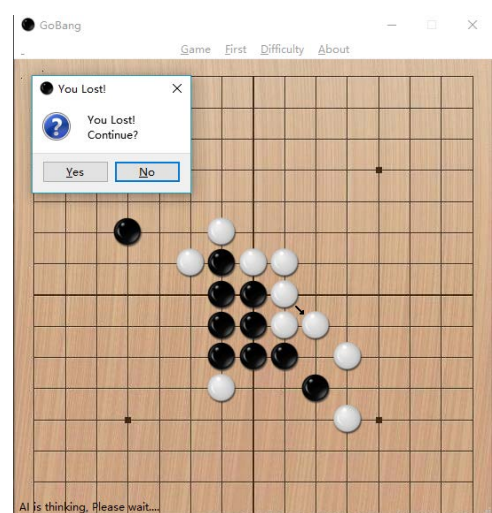 GoBang
Game First Difficulty About
You Lost!
You Lost!
Continue?
Yes No
AI is thinking, Please wait....